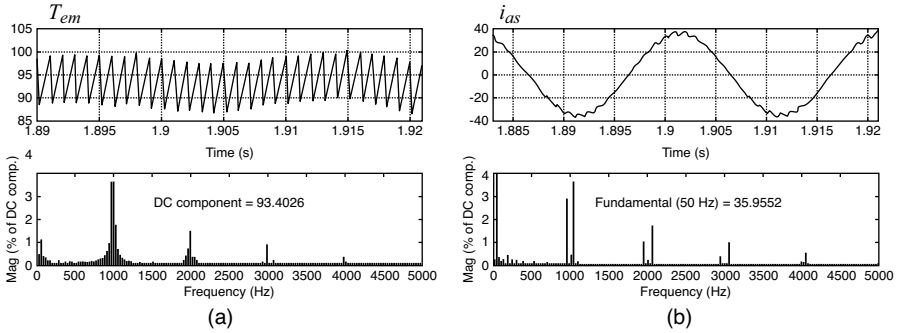 T_em
105
100
95
90
85
1.89 1.895 1.9 1.905 1.91 1.915 1.92
Time (s)
4
3
2
1
0
Mag (% of DC comp.)
DC component = 93.4026
0 500 1000 1500 2000 2500 3000 3500 4000 4500 5000
Frequency (Hz)
(a)
i_as
40
20
0
-20
-40
1.885 1.89 1.895 1.9 1.905 1.91 1.915 1.92
Time (s)
4
3
2
1
0
Mag (% of DC comp.)
Fundamental (50 Hz) = 35.9552
0 500 1000 1500 2000 2500 3000 3500 4000 4500 5000
Frequency (Hz)
(b)